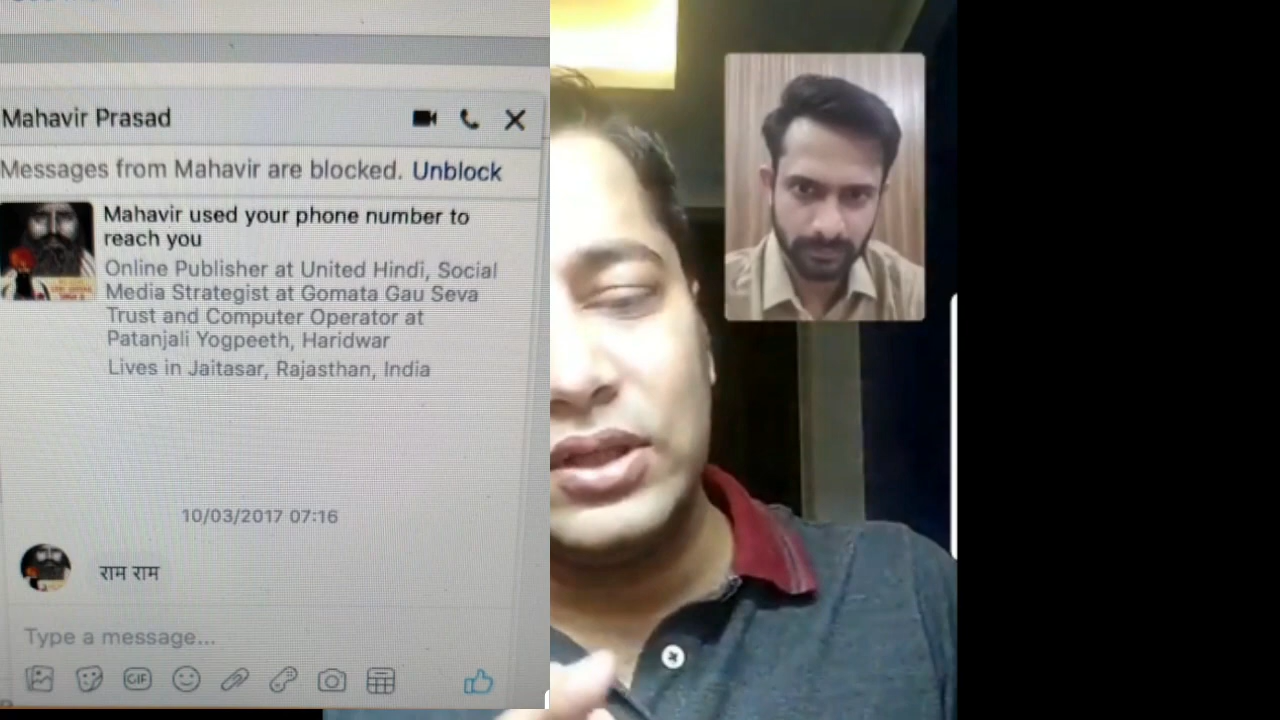 Mahavir Prasad
Messages from Mahavir are blocked. Unblock
Mahavir used your phone number to
reach you
Online Publisher at United Hindi, Social
Media Strategist at Gomata Gau Seva
Trust and Computer Operator at
Patanjali Yogpeeth, Haridwar
Lives in Jaitasar, Rajasthan, India
10/03/2017 07:16
राम राम
Type a message...
GIF